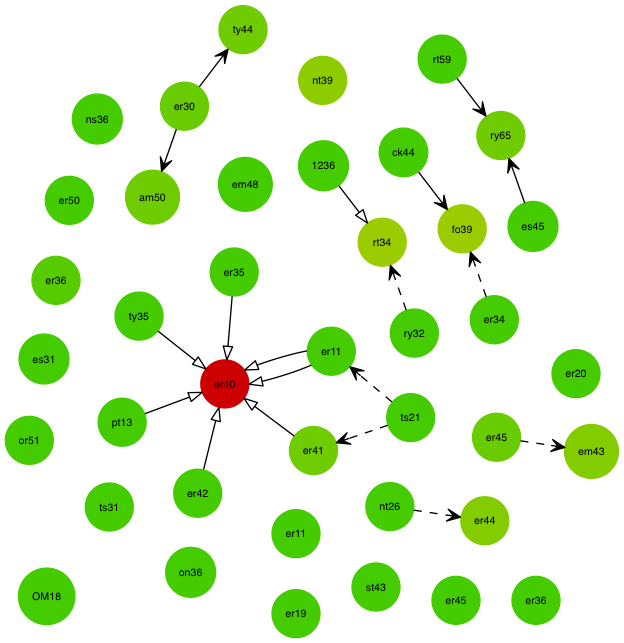 ty44
rt59
nt39
er30
ns36
ry65
ck44
1236
em48
am50
er50
es45
fo39
rt34
er35
er36
ty35
er34
ry32
er11
es31
er20
er40
ts21
pt13
er45
or51
er41
em43
er42
ts31
nt26
er44
er11
on36
st43
OM18
er45
er36
er19